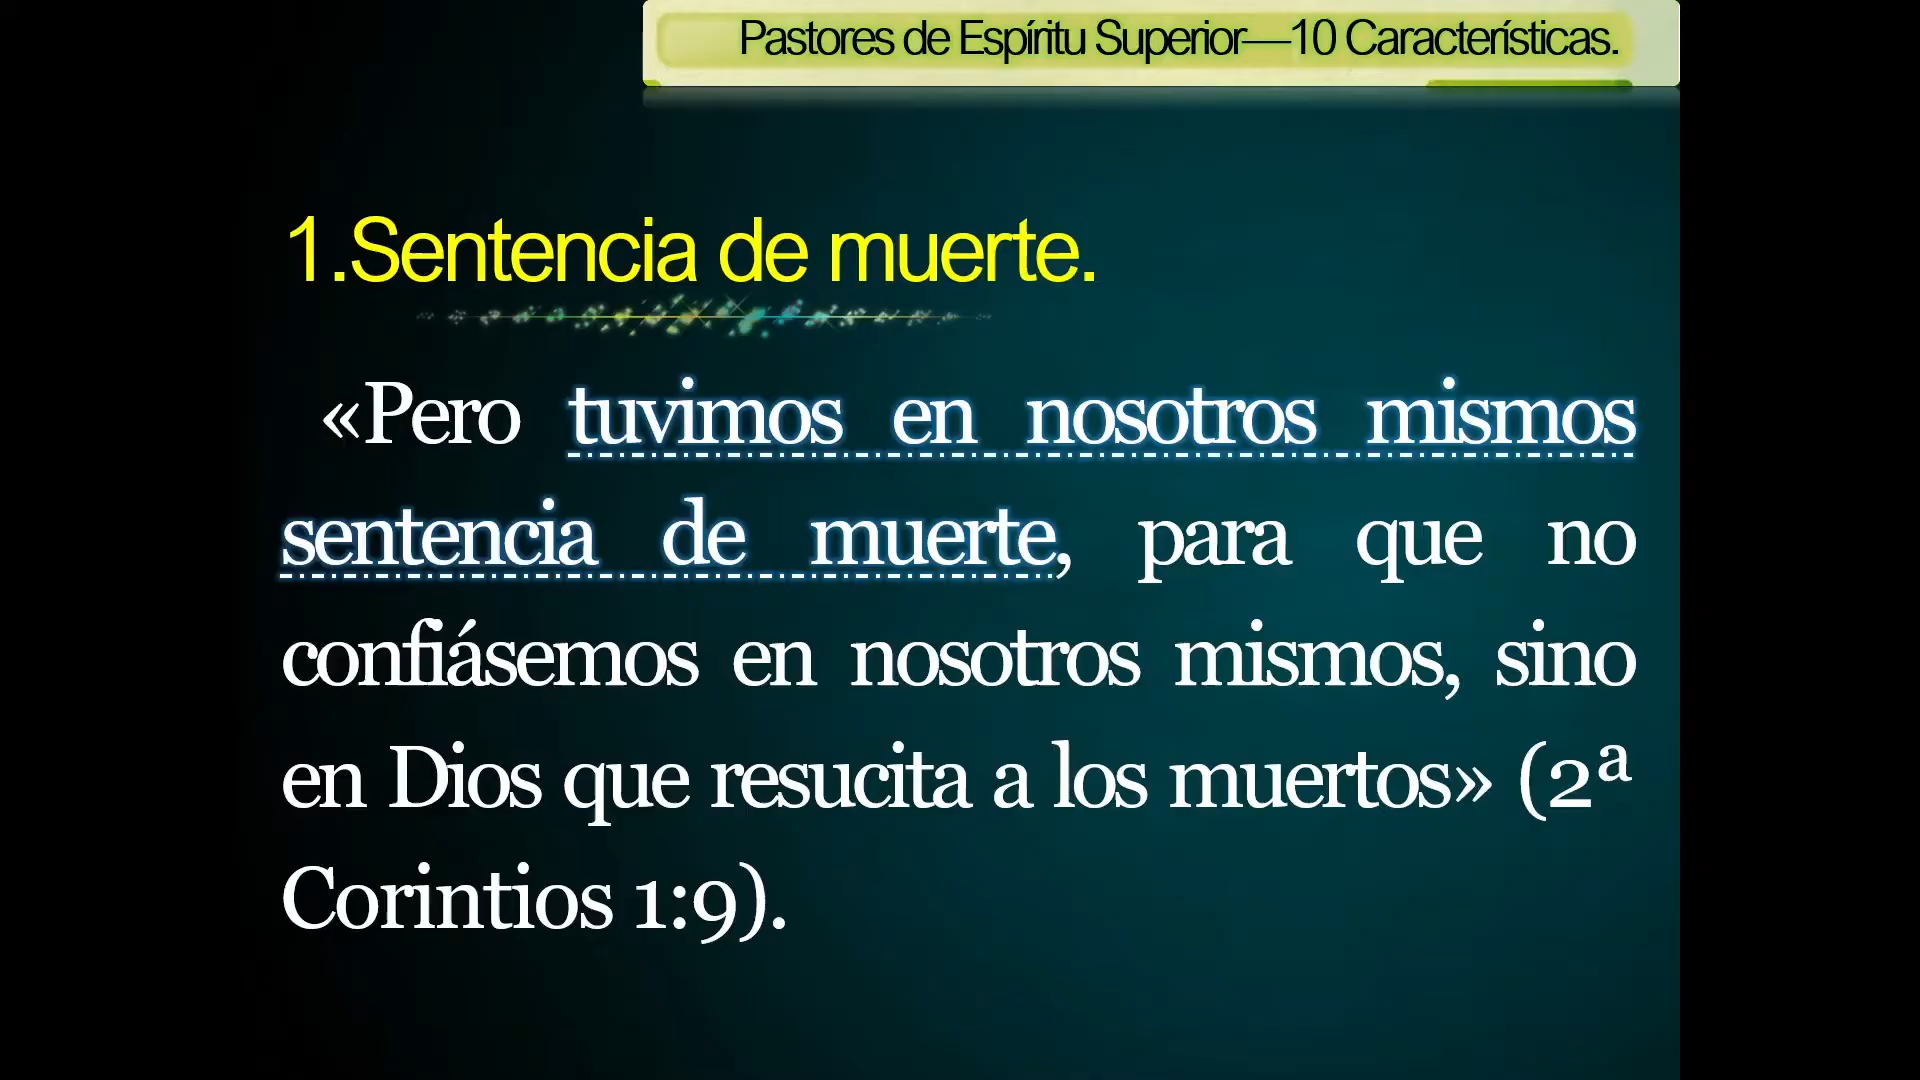 Pastores de Espíritu Superior—10 Características.
1.Sentencia de muerte.
«Pero tuvimos en nosotros mismos
sentencia de muerte, para que no
confiásemos en nosotros mismos, sino
en Dios que resucita a los muertos» (2ª
Corintios 1:9).